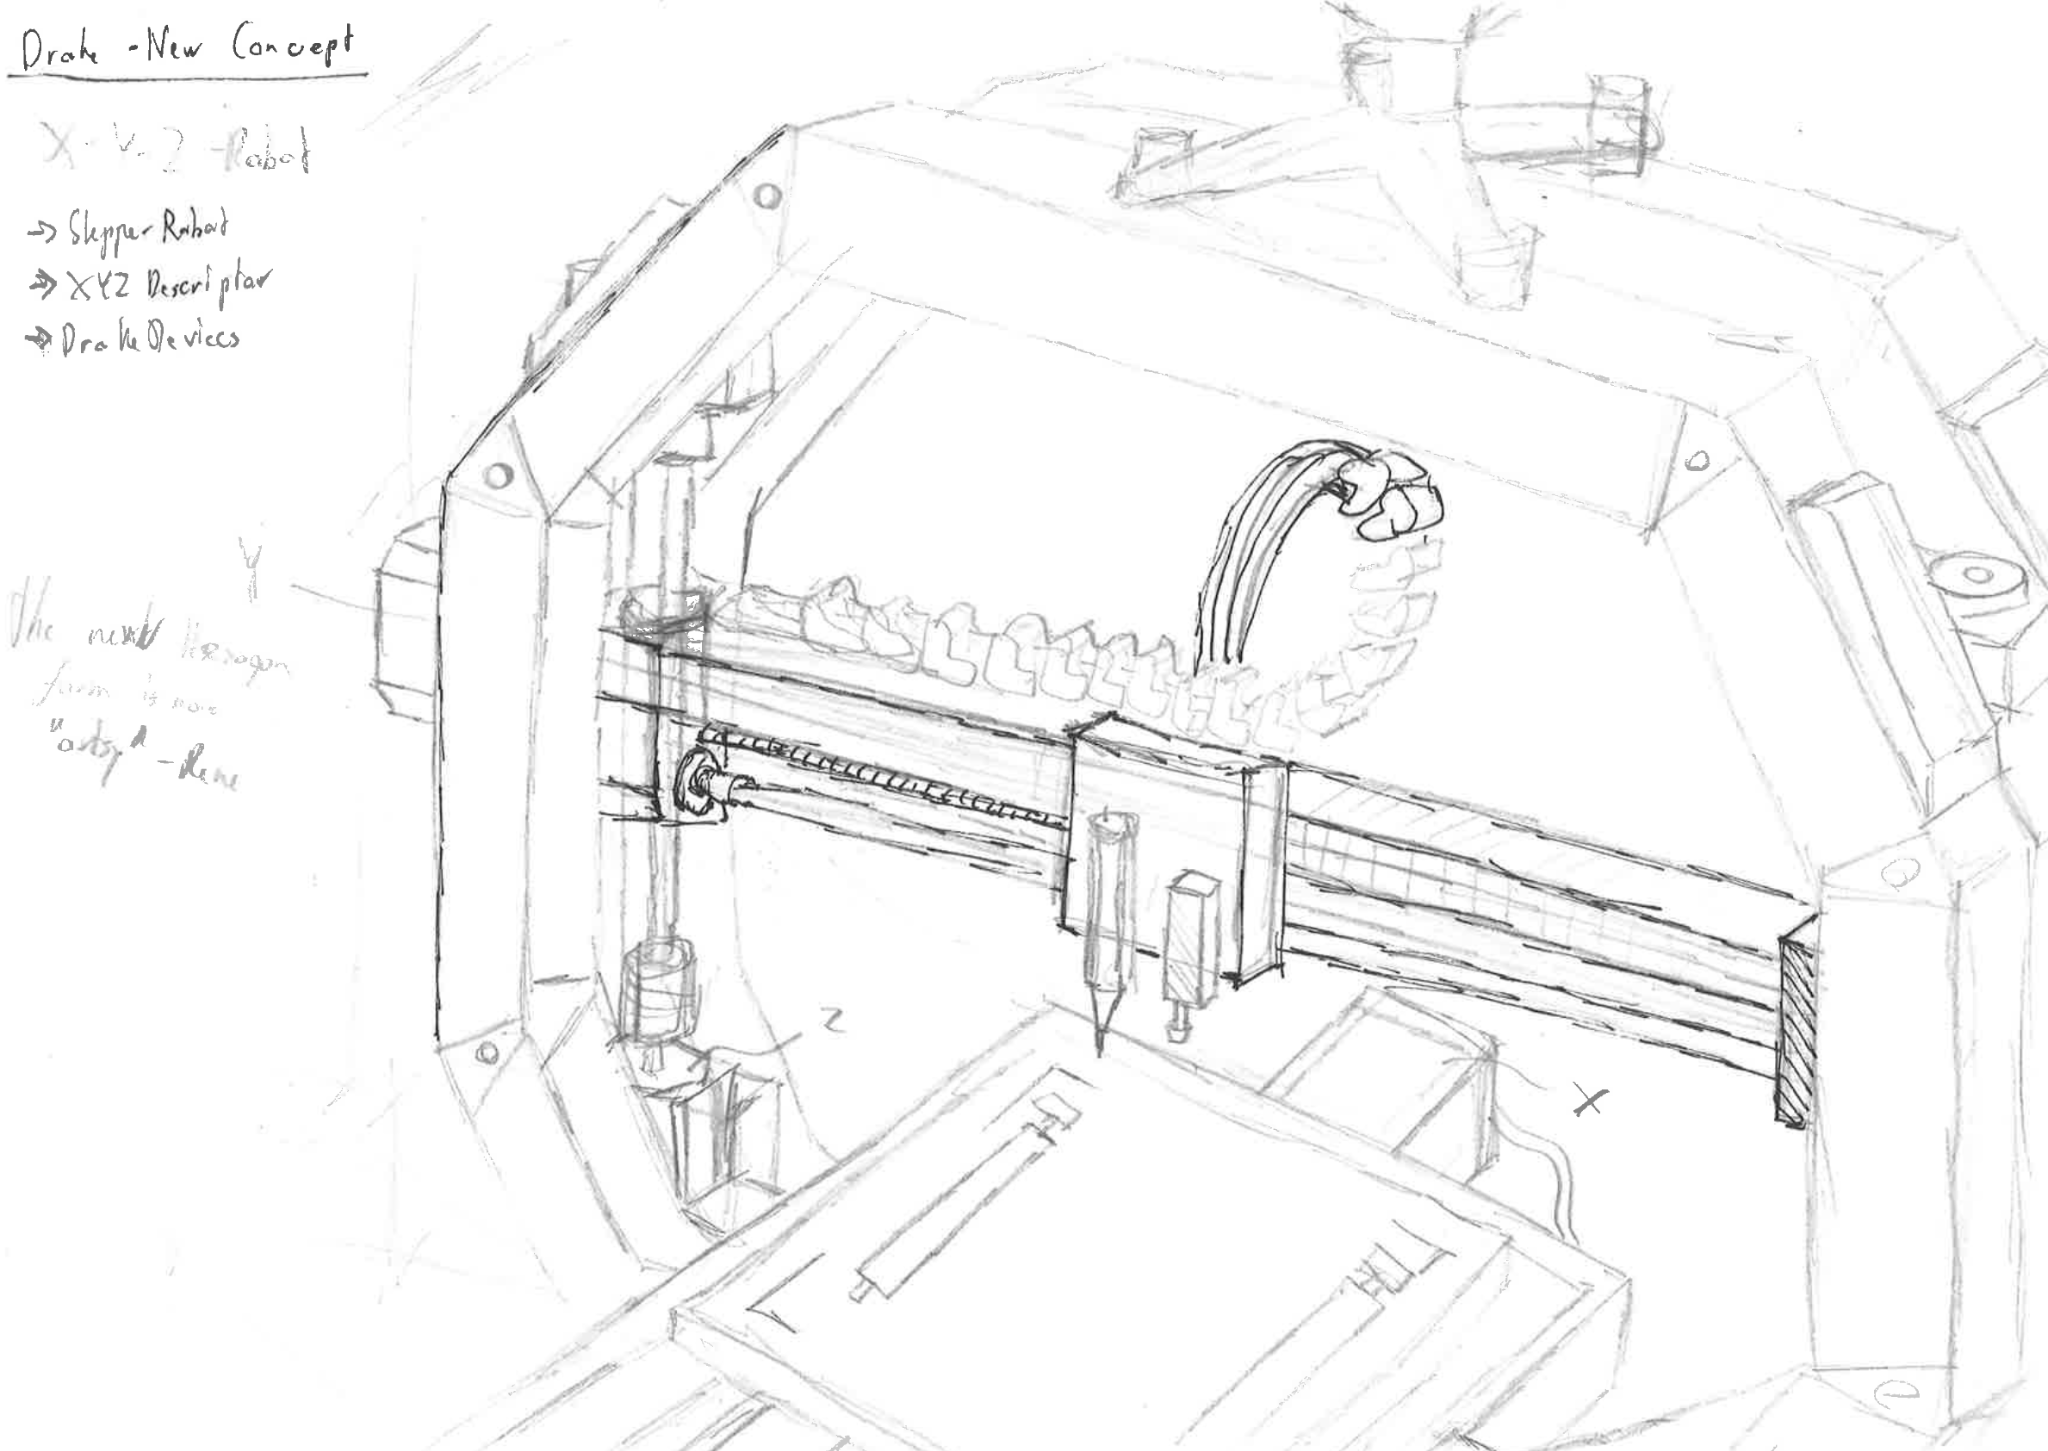 Drake - New Concept
X-Y-Z-Robot
→ Stepper Robot
→ XYZ Descriptor
→ Drake Devices
Y
the new Hexagon
form is more
"artsy" - Rene
Z
X